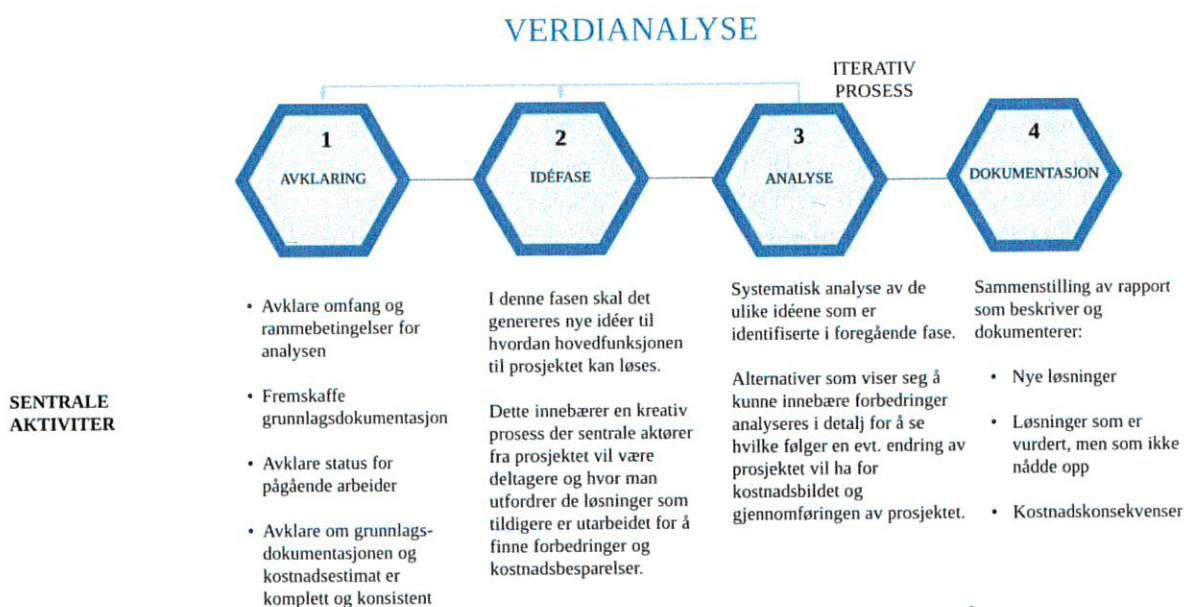 VERDIANALYSE
ITERATIV
PROSESS
1
AVKLARING
2
IDÉFASE
3
ANALYSE
4
DOKUMENTASJON
SENTRALE
AKTIVITER
• Avklare omfang og
rammebetingelser for
analysen
• Fremskaffe
grunnlagsdokumentasjon
• Avklare status for
pågående arbeider
• Avklare om grunnlags-
dokumentasjonen og
kostnadsestimat er
komplett og konsistent
I denne fasen skal det
genereres nye idéer til
hvordan hovedfunksjonen
til prosjektet kan løses.
Dette innebærer en kreativ
prosess der sentrale aktører
fra prosjektet vil være
deltagere og hvor man
utfordrer de løsninger som
tildigere er utarbeidet for å
finne forbedringer og
kostnadsbesparelser.
Systematisk analyse av de
ulike idéene som er
identifiserte i foregående fase.
Alternativer som viser seg å
kunne innebære forbedringer
analyseres i detalj for å se
hvilke følger en evt. endring av
prosjektet vil ha for
kostnadsbildet og
gjennomføringen av prosjektet.
Sammenstilling av rapport
som beskriver og
dokumenterer:
• Nye løsninger
• Løsninger som er
vurdert, men som ikke
nådde opp
• Kostnadskonsekvenser